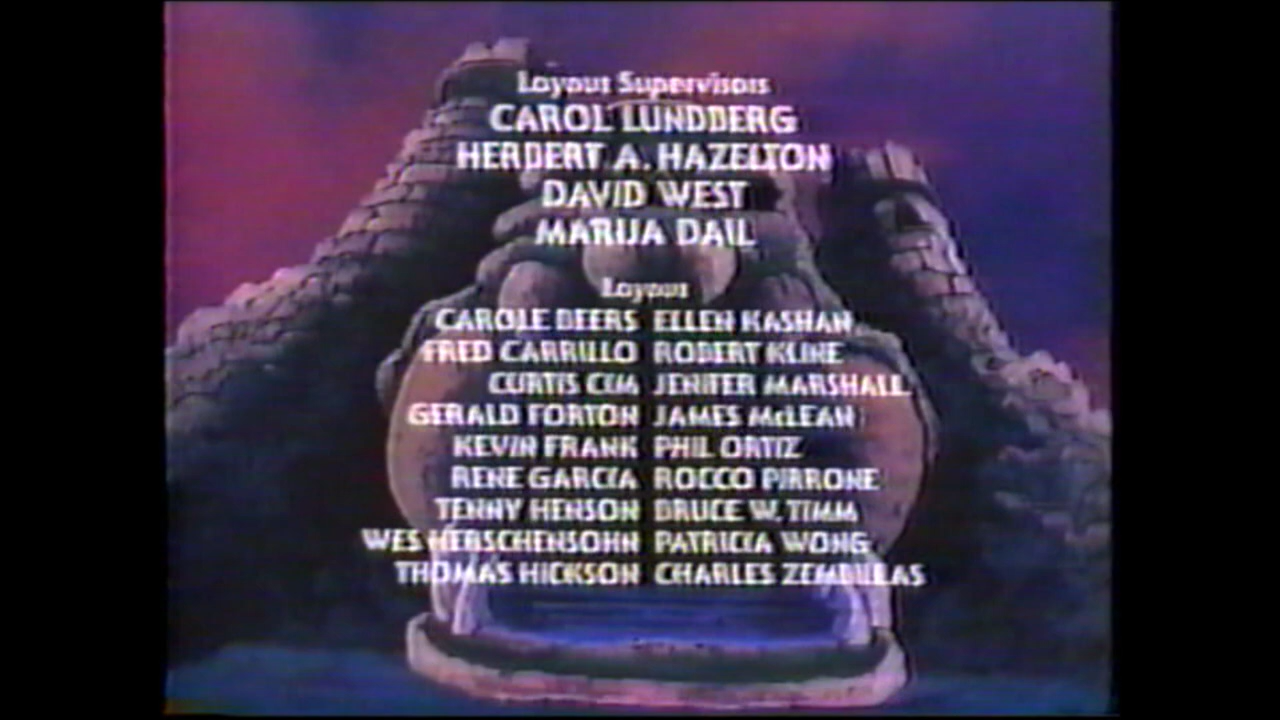 Layout Supervisors
CAROL LUNDBERG
HERBERT A. HAZELTON
DAVID WEST
MARIJA DAIL
Layout
CAROLE BEERS ELLEN KASHAN
FRED CARRILLO ROBERT KLINE
CURTIS CIM JENIFER MARSHALL
GERALD FORTON JAMES McLEAN
KEVIN FRANK PHIL ORTIZ
RENE GARCIA ROCCO PIRRONE
TENNY HENSON BRUCE W. TIMM
WES HERSCHENSOHN PATRICIA WONG
THOMAS HICKSON CHARLES ZEMBILLAS